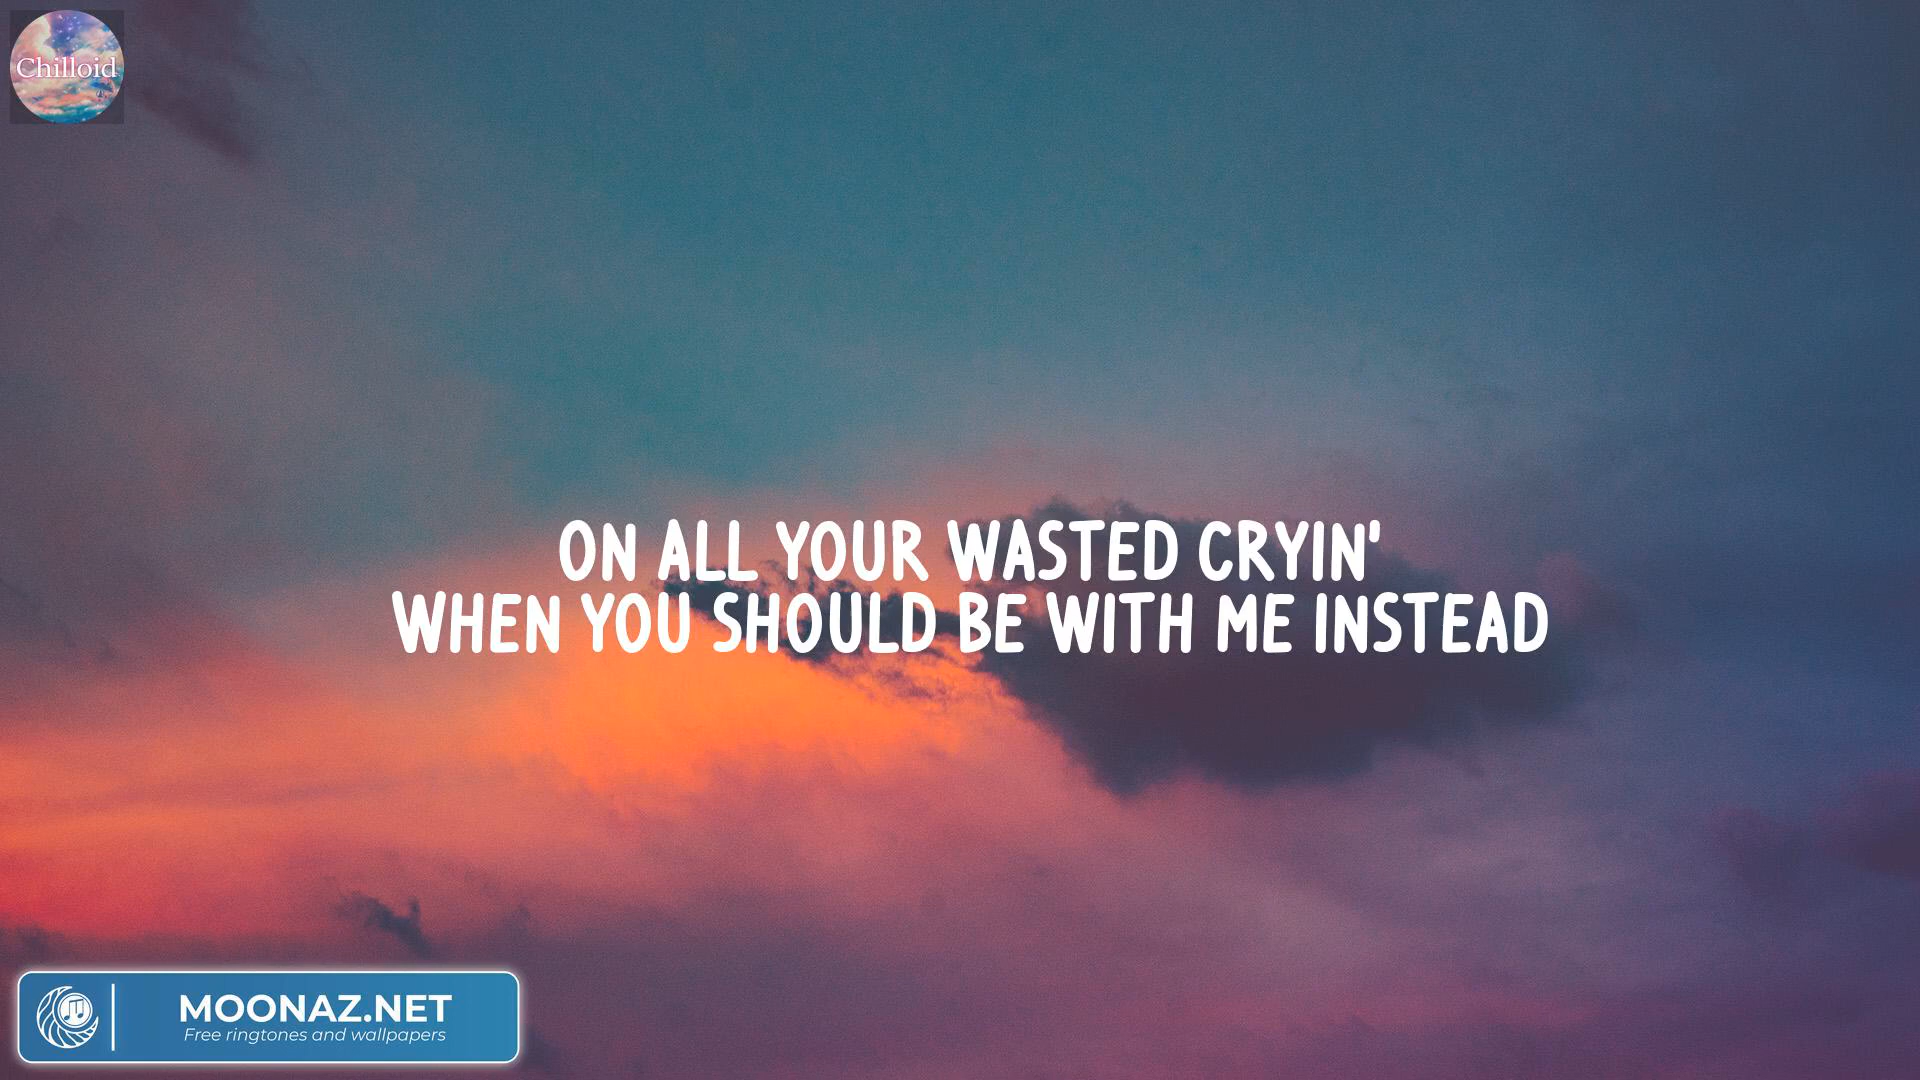 Chilloid
ON ALL YOUR WASTED CRYIN'
WHEN YOU SHOULD BE WITH ME INSTEAD
MOONAZ.NET
Free ringtones and wallpapers